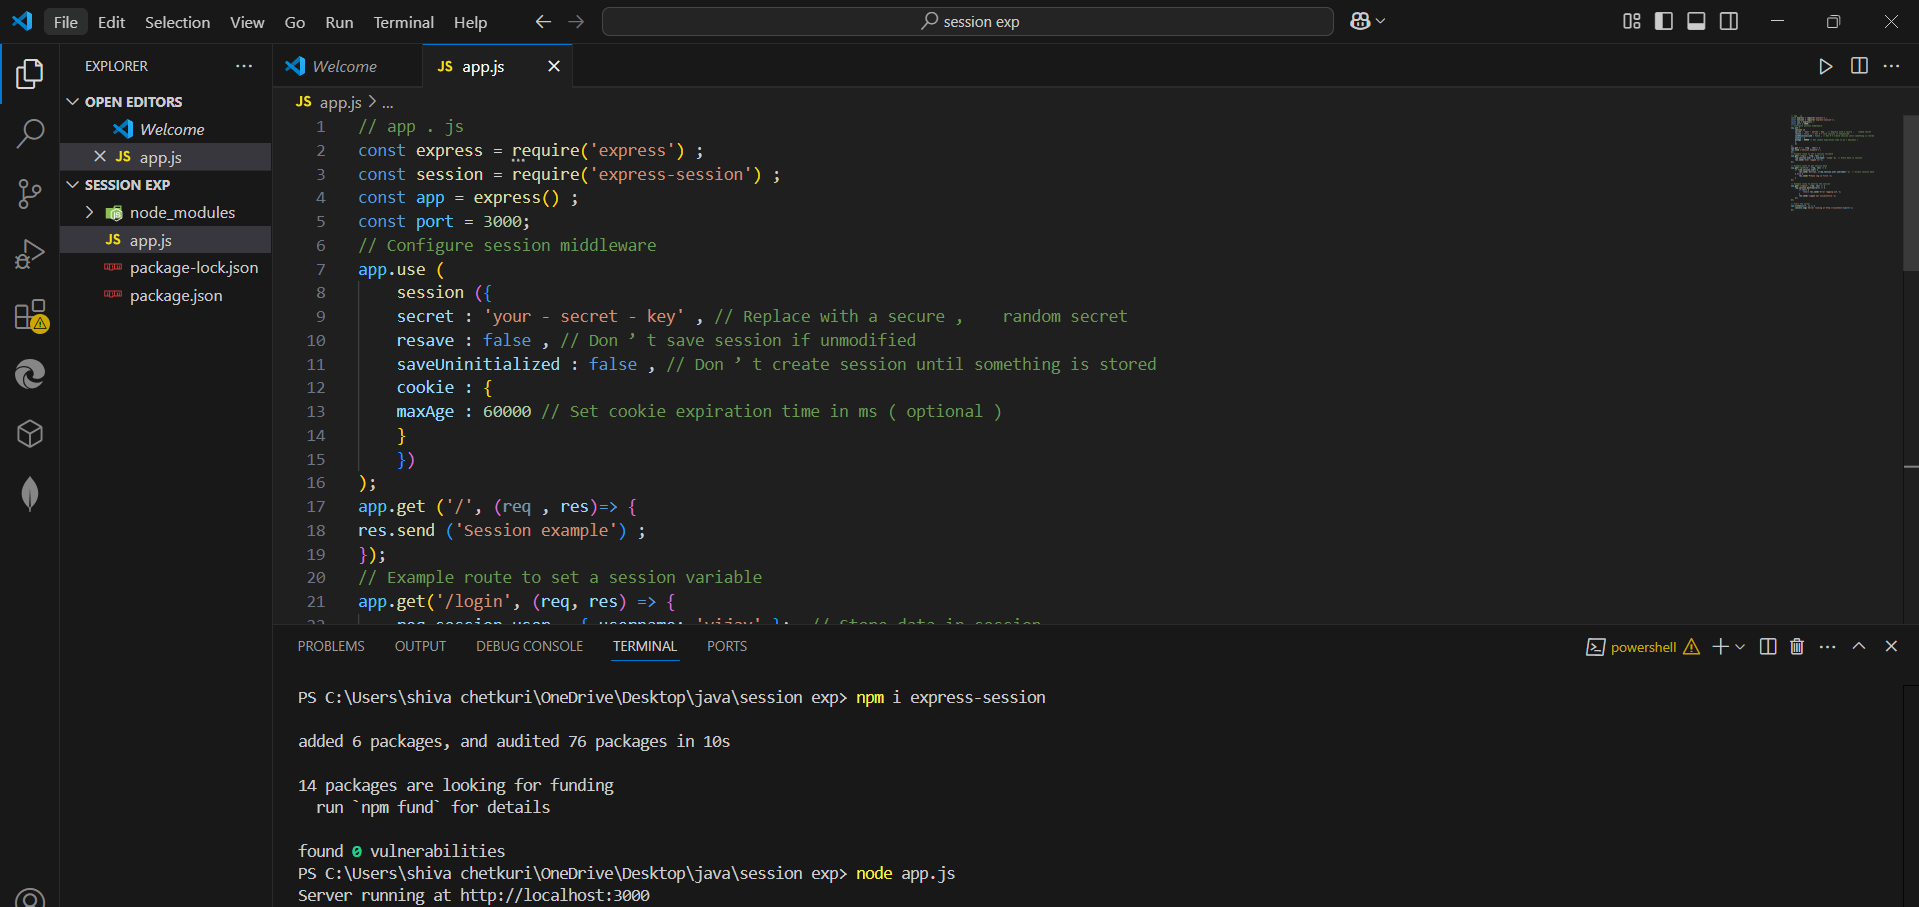 File Edit Selection View Go Run Terminal Help
session exp
EXPLORER
OPEN EDITORS
Welcome
JS app.js
SESSION EXP
node_modules
JS app.js
package-lock.json
package.json
Welcome
JS app.js
JS app.js > ...
1 // app . js
2 const express = require('express') ;
3 const session = require('express-session') ;
4 const app = express() ;
5 const port = 3000;
6 // Configure session middleware
7 app.use (
8 session ({
9 secret : 'your - secret - key' , // Replace with a secure , random secret
10 resave : false , // Don ’ t save session if unmodified
11 saveUninitialized : false , // Don ’ t create session until something is stored
12 cookie : {
13 maxAge : 60000 // Set cookie expiration time in ms ( optional )
14 }
15 })
16 );
17 app.get ('/', (req , res)=> {
18 res.send ('Session example') ;
19 });
20 // Example route to set a session variable
21 app.get('/login', (req, res) => {
22 req.session.user = { username: 'vijay' }; // Store data in session
PROBLEMS OUTPUT DEBUG CONSOLE TERMINAL PORTS
powershell
PS C:\Users\shiva chetkuri\OneDrive\Desktop\java\session exp> npm i express-session
added 6 packages, and audited 76 packages in 10s
14 packages are looking for funding
run `npm fund` for details
found 0 vulnerabilities
PS C:\Users\shiva chetkuri\OneDrive\Desktop\java\session exp> node app.js
Server running at http://localhost:3000